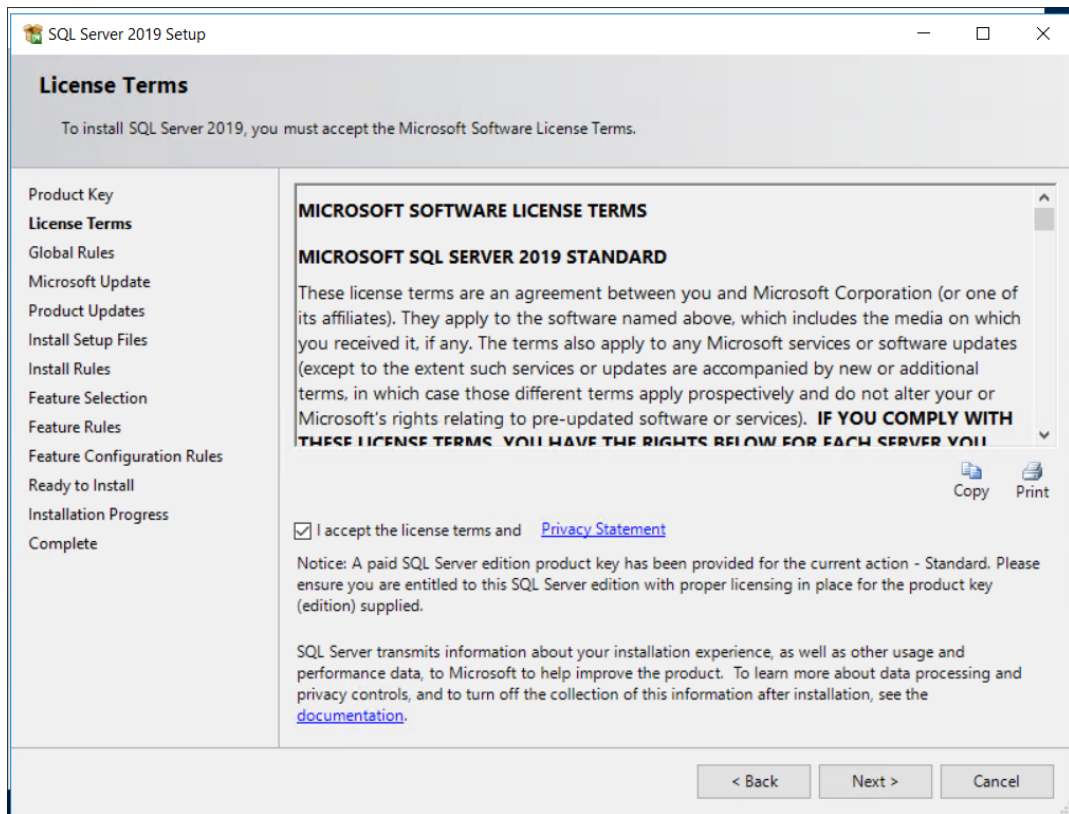 SQL Server 2019 Setup
License Terms
To install SQL Server 2019, you must accept the Microsoft Software License Terms.
Product Key
License Terms
Global Rules
Microsoft Update
Product Updates
Install Setup Files
Install Rules
Feature Selection
Feature Rules
Feature Configuration Rules
Ready to Install
Installation Progress
Complete
MICROSOFT SOFTWARE LICENSE TERMS
MICROSOFT SQL SERVER 2019 STANDARD
These license terms are an agreement between you and Microsoft Corporation (or one of
its affiliates). They apply to the software named above, which includes the media on which
you received it, if any. The terms also apply to any Microsoft services or software updates
(except to the extent such services or updates are accompanied by new or additional
terms, in which case those different terms apply prospectively and do not alter your or
Microsoft's rights relating to pre-updated software or services). IF YOU COMPLY WITH
THESE LICENSE TERMS, YOU HAVE THE RIGHTS BELOW FOR EACH SERVER YOU
Copy Print
I accept the license terms and Privacy Statement
Notice: A paid SQL Server edition product key has been provided for the current action - Standard. Please
ensure you are entitled to this SQL Server edition with proper licensing in place for the product key
(edition) supplied.
SQL Server transmits information about your installation experience, as well as other usage and
performance data, to Microsoft to help improve the product. To learn more about data processing and
privacy controls, and to turn off the collection of this information after installation, see the
documentation.
< Back Next > Cancel